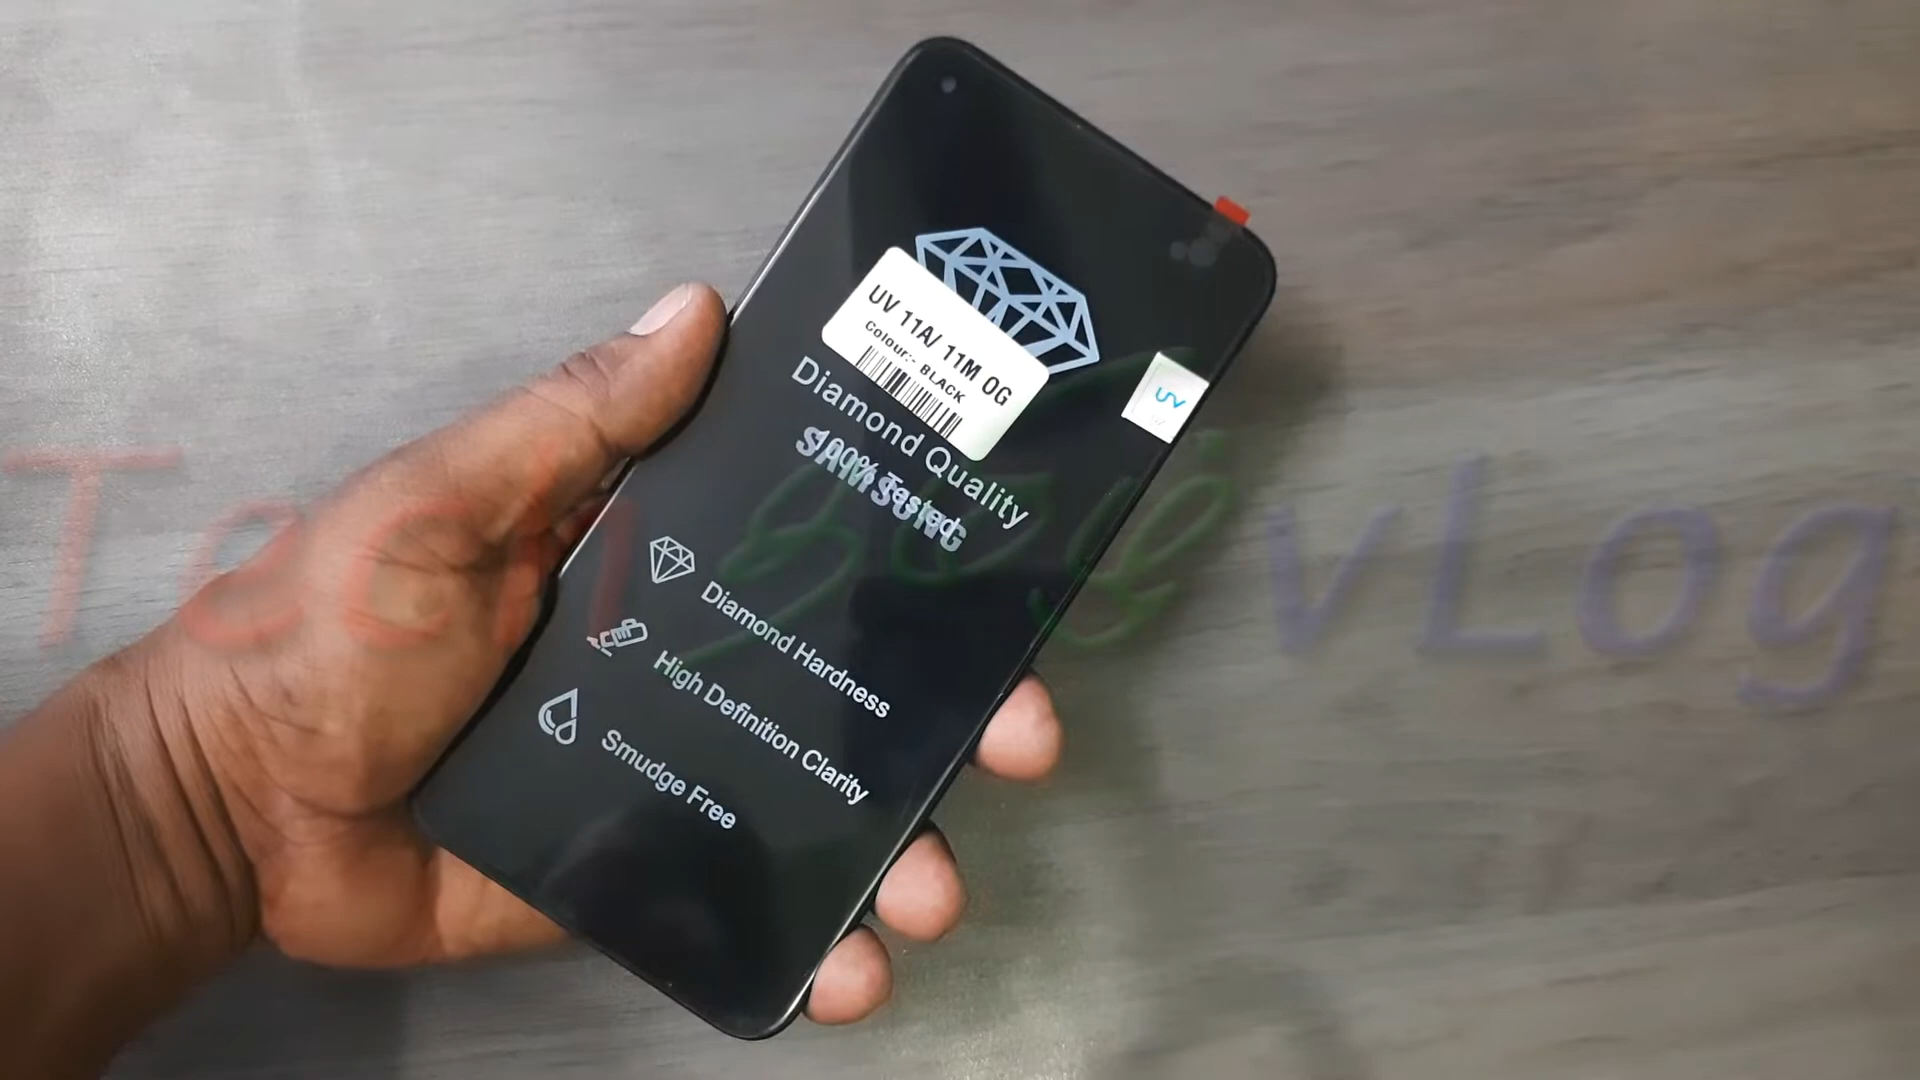 UV 11A/ 11M OG
Colour:- BLACK
UV
Diamond Quality
100% Tested
SAMSUNG
Diamond Hardness
High Definition Clarity
Smudge Free
Tech
vLog